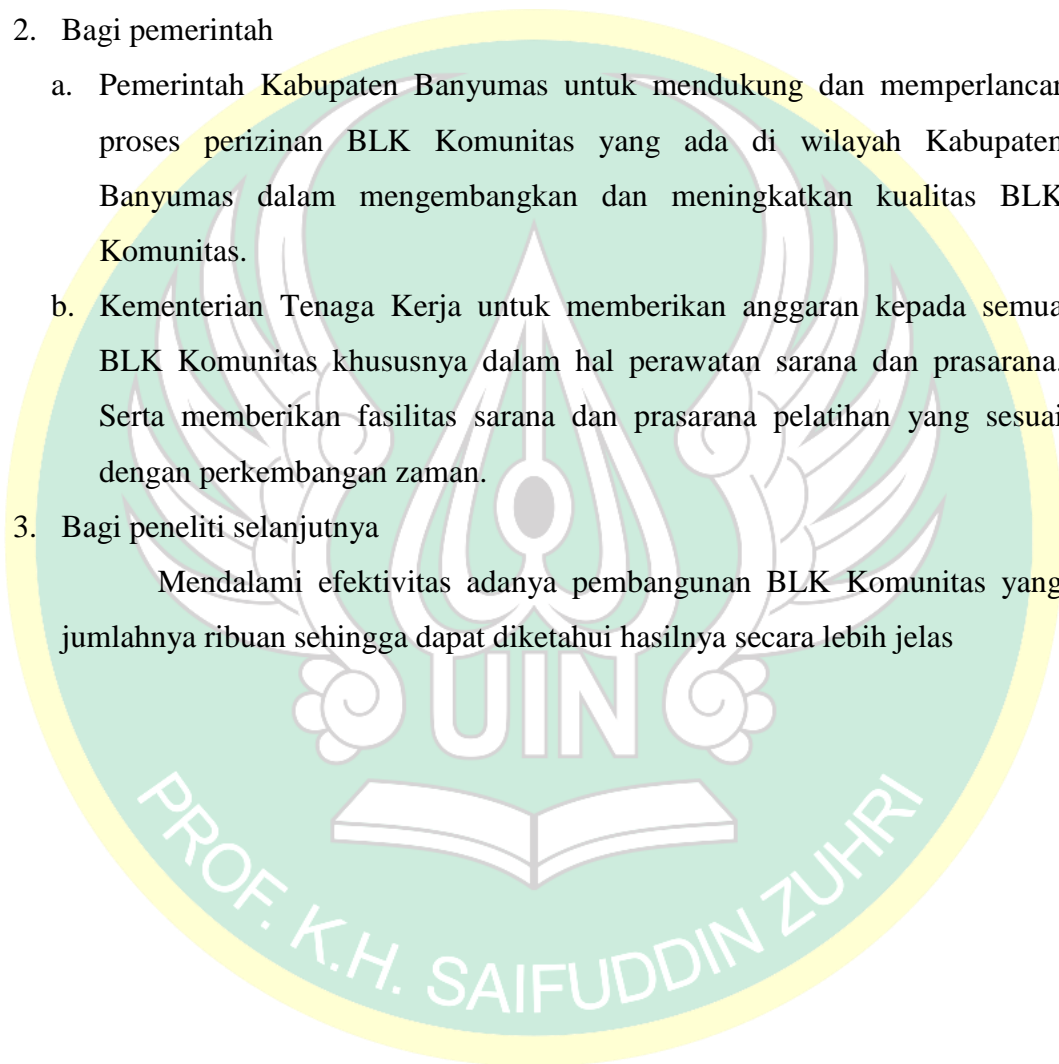 2. Bagi pemerintah
a. Pemerintah Kabupaten Banyumas untuk mendukung dan memperlancar
proses perizinan BLK Komunitas yang ada di wilayah Kabupaten
Banyumas dalam mengembangkan dan meningkatkan kualitas BLK
Komunitas.
b. Kementerian Tenaga Kerja untuk memberikan anggaran kepada semua
BLK Komunitas khususnya dalam hal perawatan sarana dan prasarana.
Serta memberikan fasilitas sarana dan prasarana pelatihan yang sesuai
dengan perkembangan zaman.
3. Bagi peneliti selanjutnya
Mendalami efektivitas adanya pembangunan BLK Komunitas yang
jumlahnya ribuan sehingga dapat diketahui hasilnya secara lebih jelas
UIN
PROF. K.H. SAIFUDDIN ZUHRI